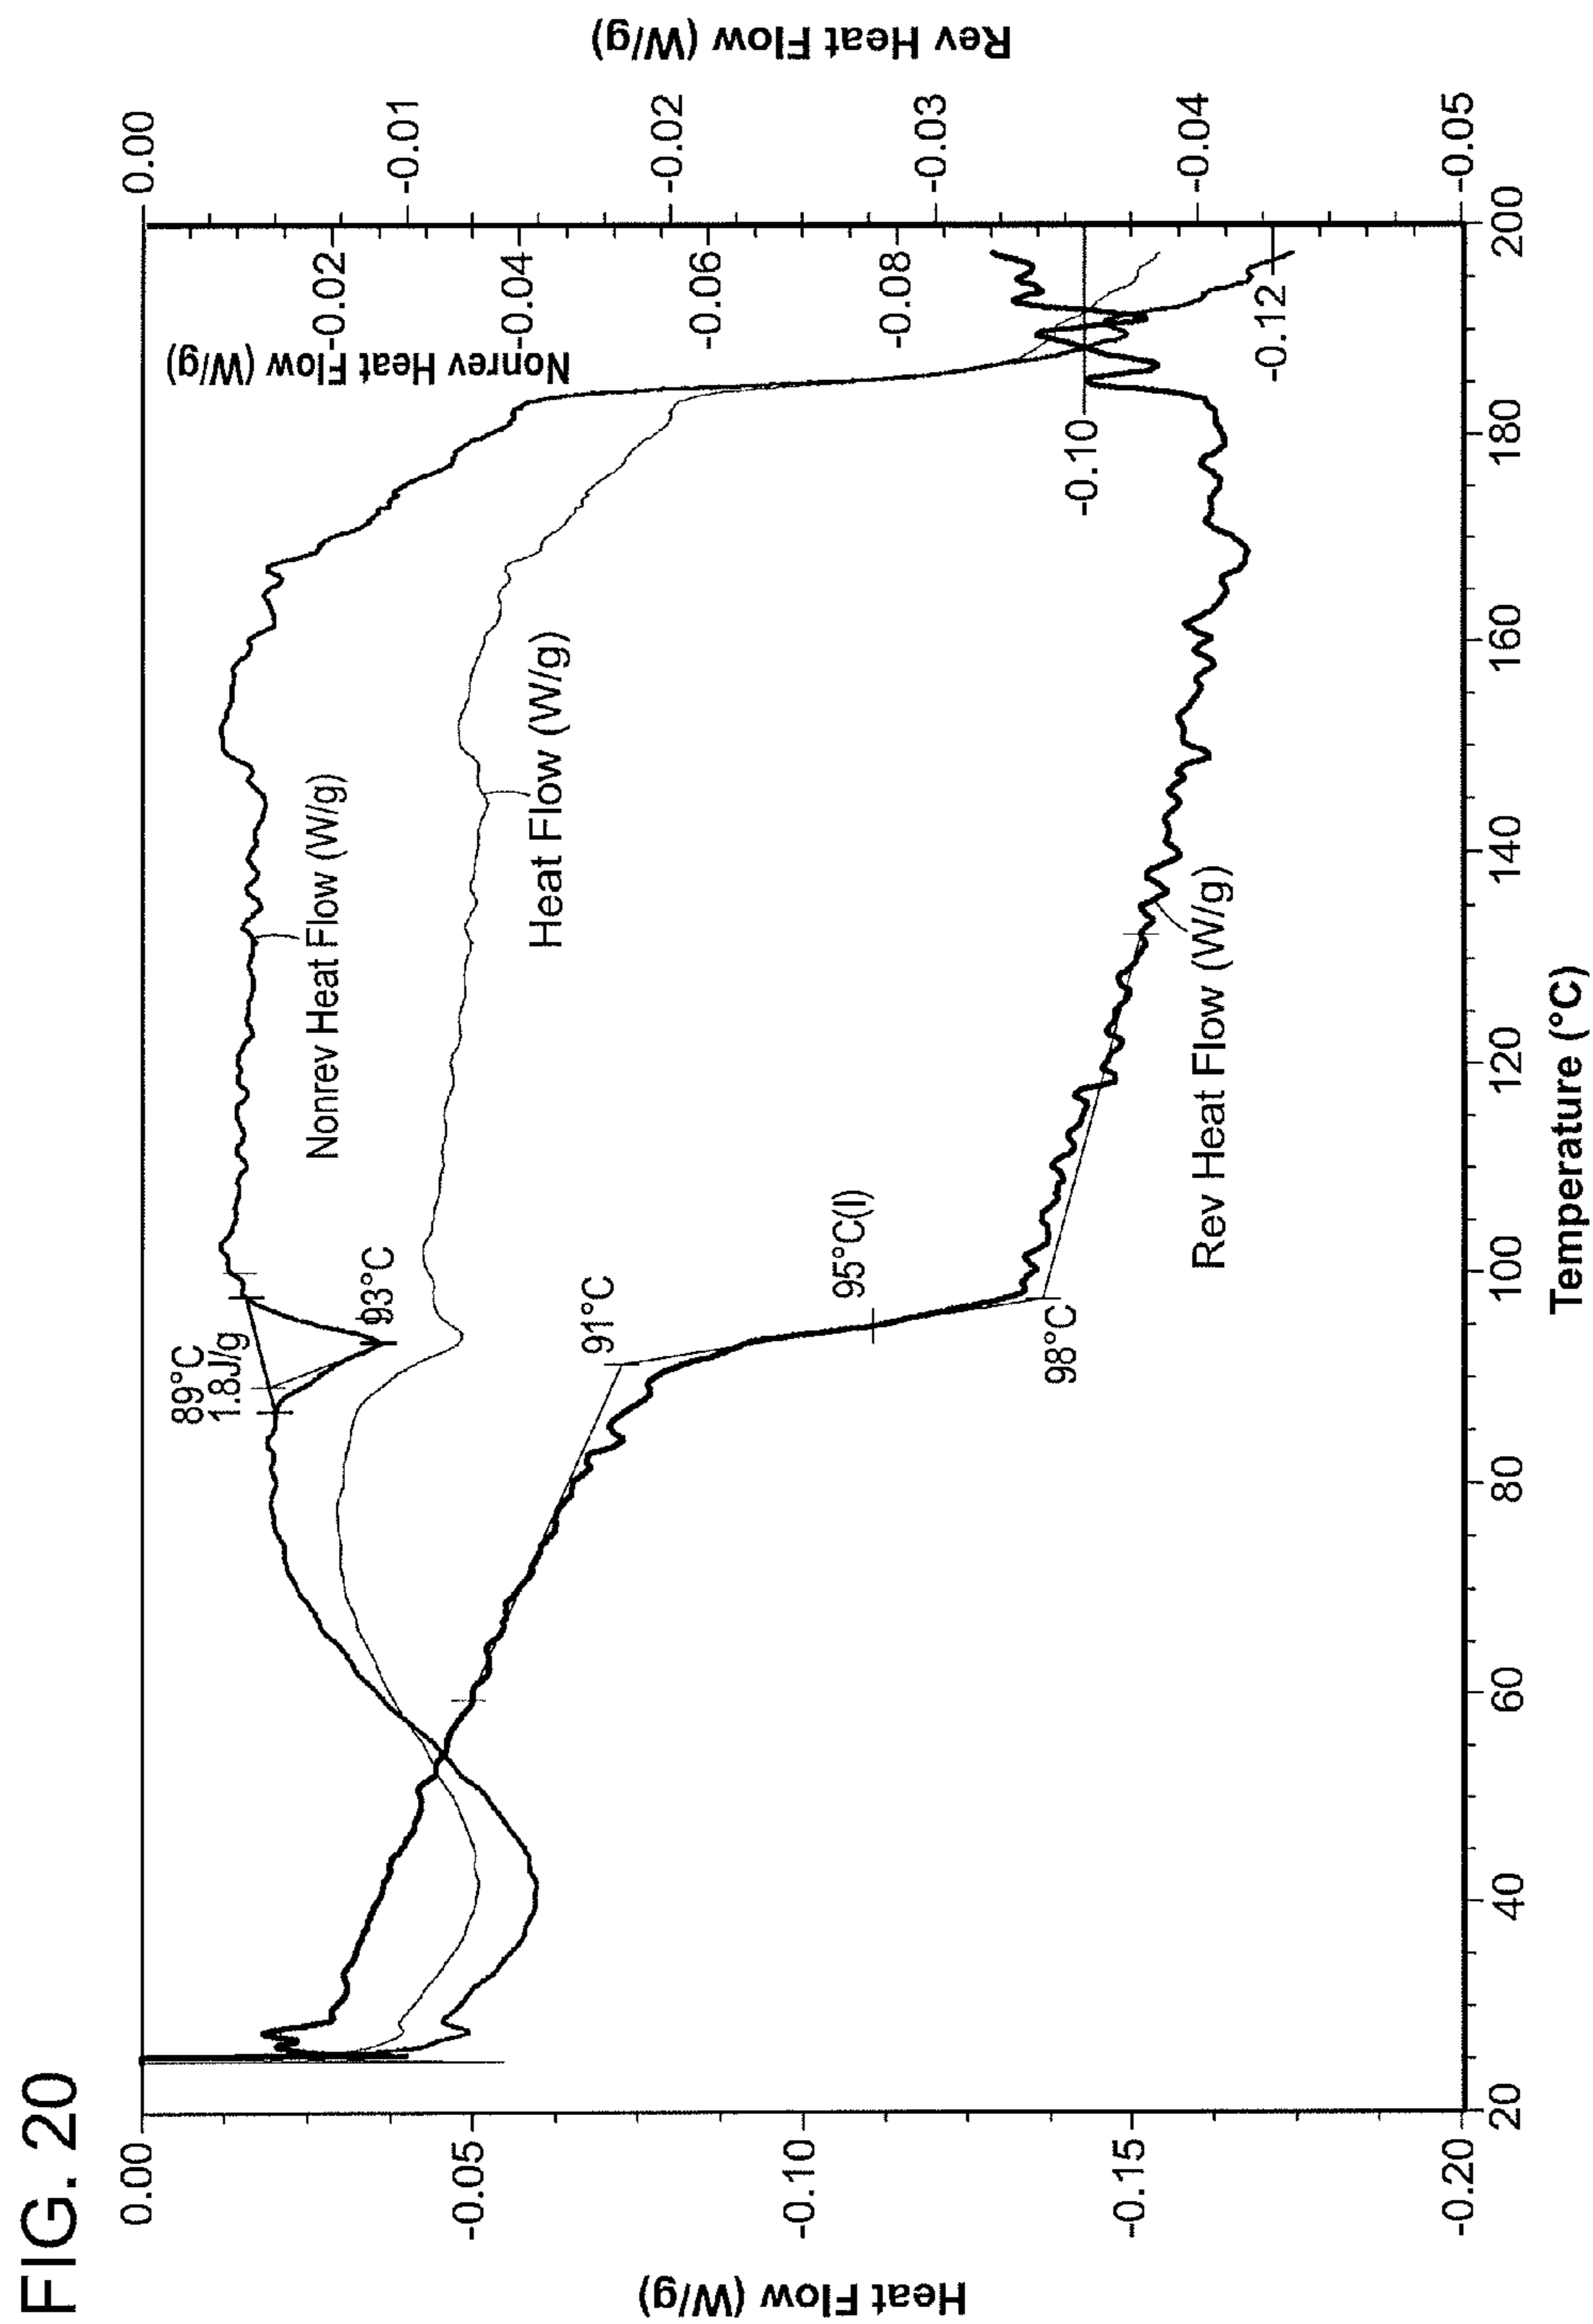 FIG. 20
Heat Flow (W/g)
0.00
-0.05
-0.10
-0.15
-0.20
20
40
60
80
100
120
140
160
180
200
Temperature (°C)
89°C
1.8J/g
93°C
91°C
95°C(I)
98°C
Nonrev Heat Flow (W/g)
Heat Flow (W/g)
Rev Heat Flow (W/g)
Nonrev Heat Flow (W/g)
-0.02
-0.04
-0.06
-0.08
-0.10
-0.12
0.00
-0.01
-0.02
-0.03
-0.04
-0.05
Rev Heat Flow (W/g)